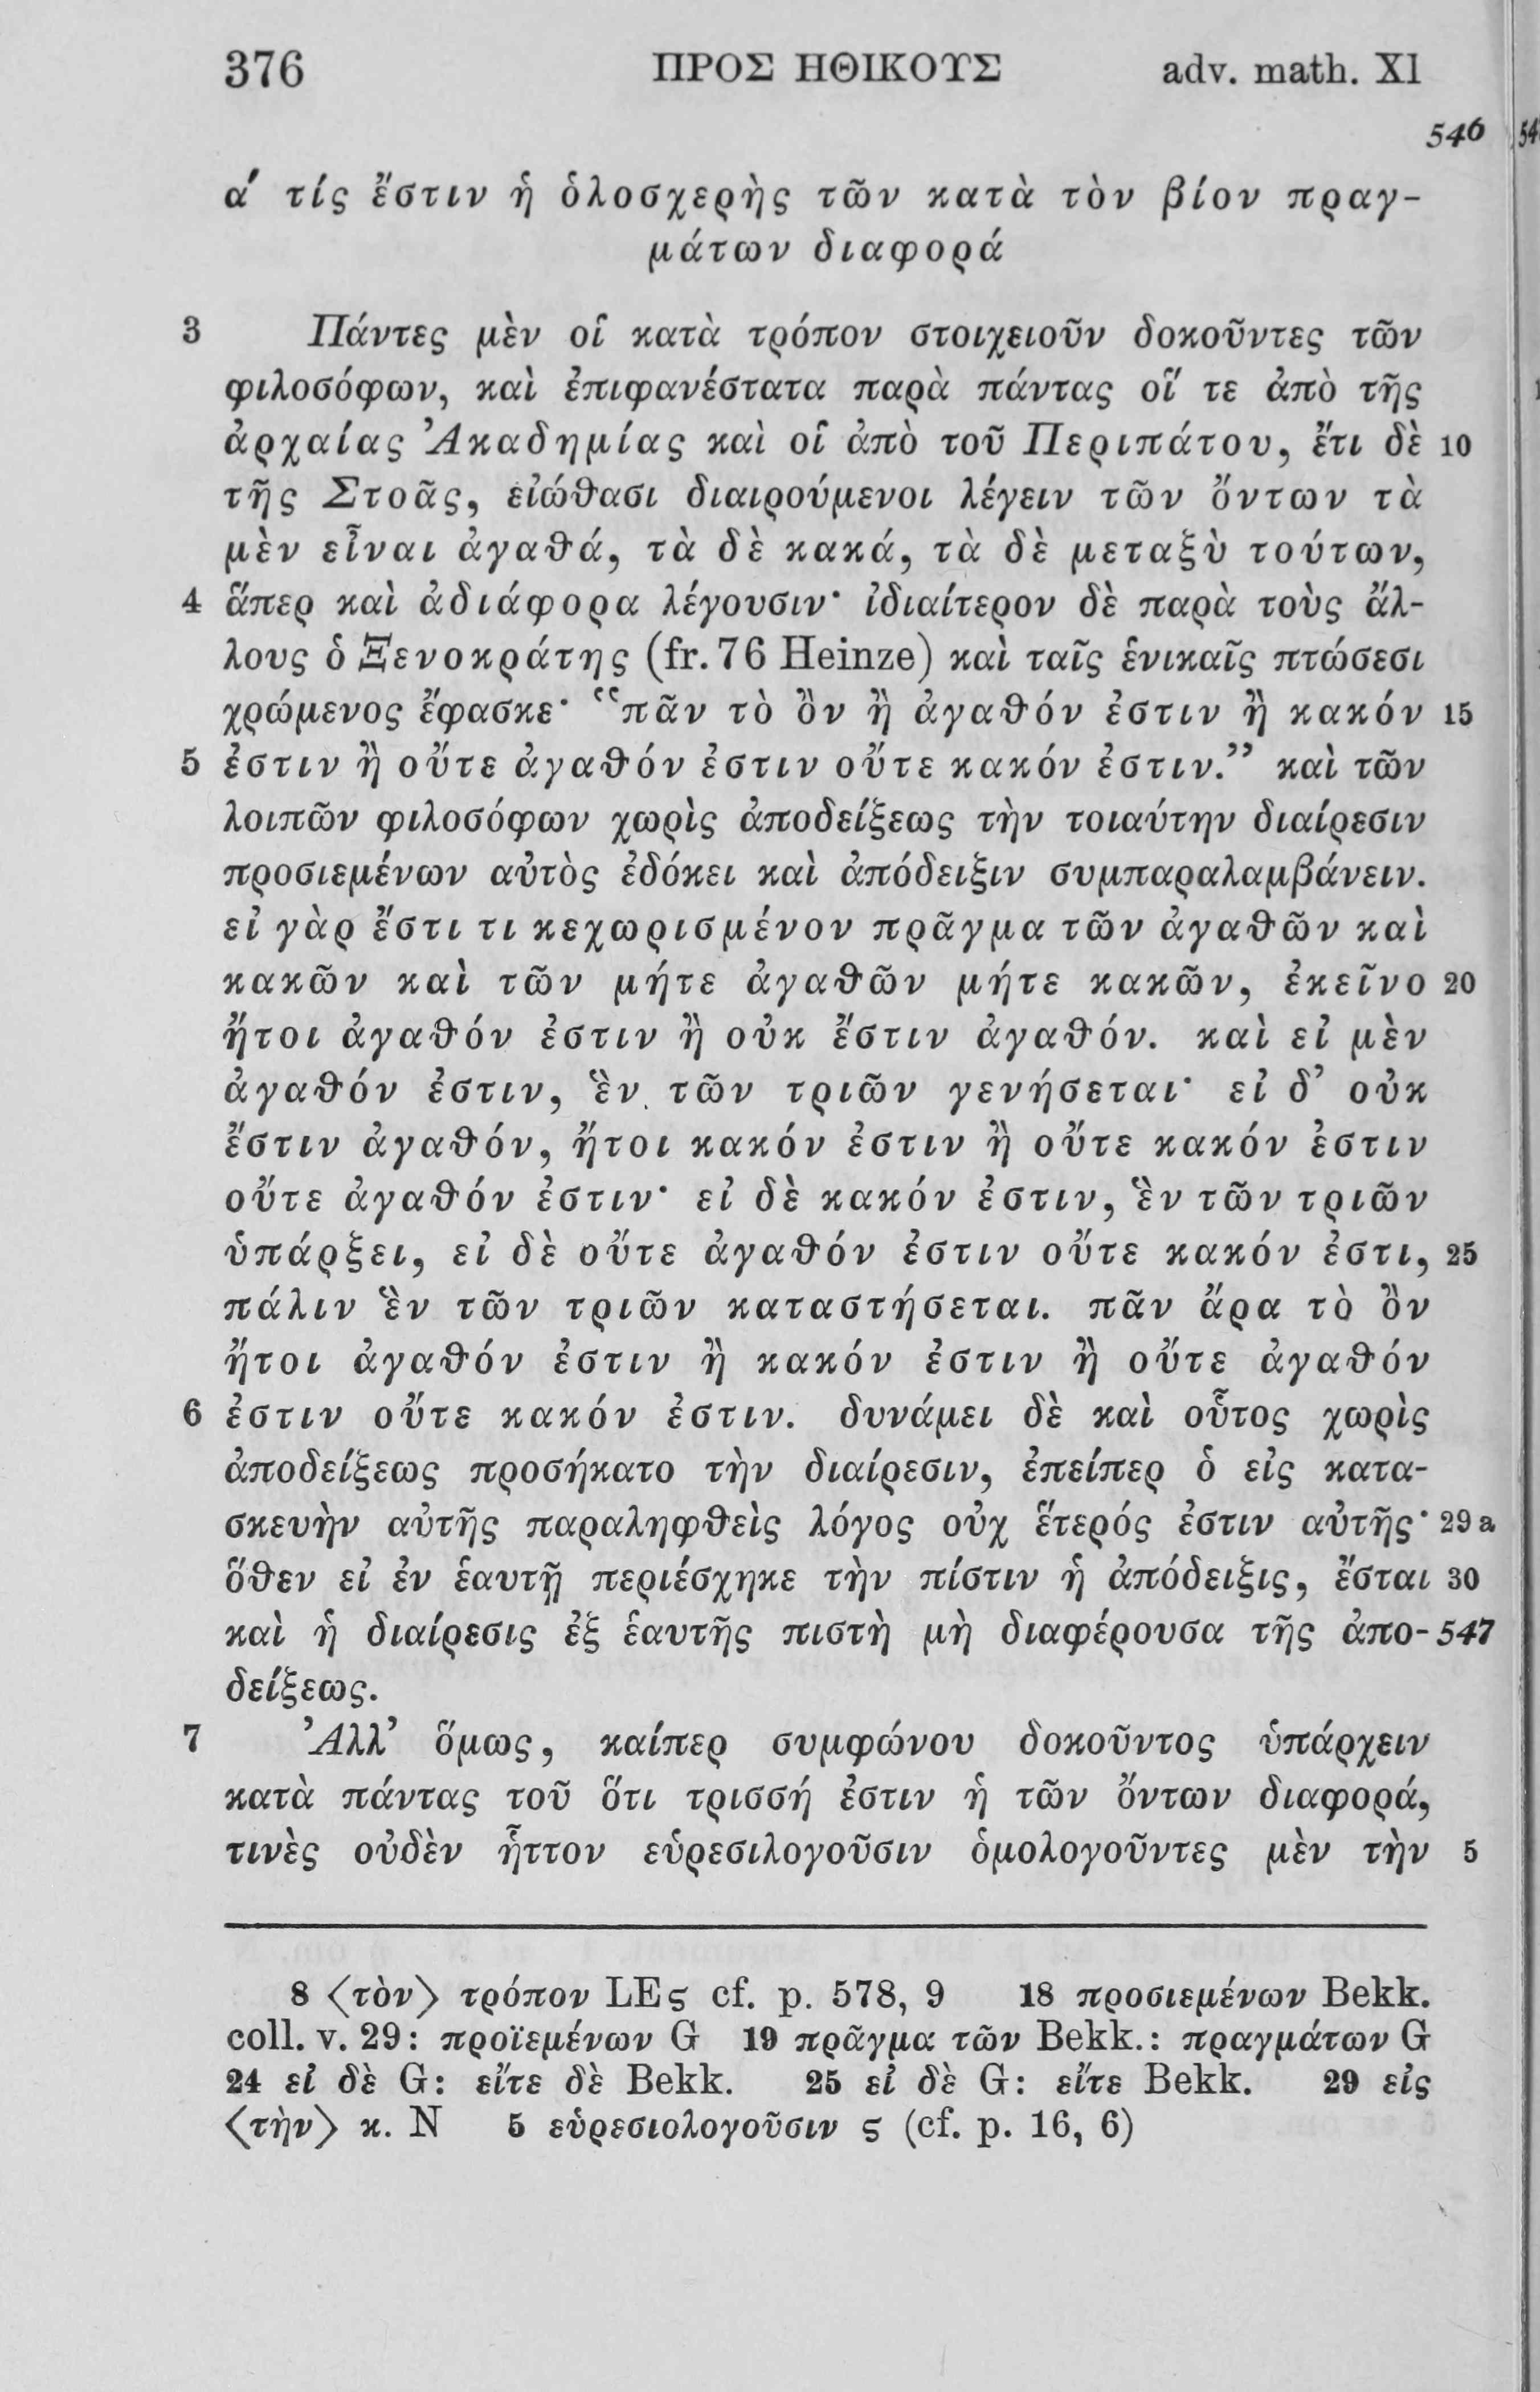 376 ΠΡΟΣ ΗΘΙΚΟΥΣ adv. math. XI
546
α′ τίς ἔστιν ἡ ὁλοσχερὴς τῶν κατὰ τὸν βίον πραγ-
μάτων διαφορά
3 Πάντες μὲν οἱ κατὰ τρόπον στοιχειοῦν δοκοῦντες τῶν
φιλοσόφων, καὶ ἐπιφανέστατα παρὰ πάντας οἵ τε ἀπὸ τῆς
ἀρχαίας Ἀκαδημίας καὶ οἱ ἀπὸ τοῦ Περιπάτου, ἔτι δὲ 10
τῆς Στοᾶς, εἰώθασι διαιρούμενοι λέγειν τῶν ὄντων τὰ
μὲν εἶναι ἀγαθά, τὰ δὲ κακά, τὰ δὲ μεταξὺ τούτων,
4 ἅπερ καὶ ἀδιάφορα λέγουσιν· ἰδιαίτερον δὲ παρὰ τοὺς ἄλ-
λους ὁ Ξενοκράτης (fr. 76 Heinze) καὶ ταῖς ἑνικαῖς πτώσεσι
χρώμενος ἔφασκε· “πᾶν τὸ ὂν ἢ ἀγαθόν ἐστιν ἢ κακόν 15
5 ἐστιν ἢ οὔτε ἀγαθόν ἐστιν οὔτε κακόν ἐστιν.” καὶ τῶν
λοιπῶν φιλοσόφων χωρὶς ἀποδείξεως τὴν τοιαύτην διαίρεσιν
προσιεμένων αὐτὸς ἐδόκει καὶ ἀπόδειξιν συμπαραλαμβάνειν.
εἰ γὰρ ἔστι τι κεχωρισμένον πρᾶγμα τῶν ἀγαθῶν καὶ
κακῶν καὶ τῶν μήτε ἀγαθῶν μήτε κακῶν, ἐκεῖνο 20
ἤτοι ἀγαθόν ἐστιν ἢ οὐκ ἔστιν ἀγαθόν. καὶ εἰ μὲν
ἀγαθόν ἐστιν, ἓν τῶν τριῶν γενήσεται· εἰ δ’ οὐκ
ἔστιν ἀγαθόν, ἤτοι κακόν ἐστιν ἢ οὔτε κακόν ἐστιν
οὔτε ἀγαθόν ἐστιν· εἰ δὲ κακόν ἐστιν, ἓν τῶν τριῶν
ὑπάρξει, εἰ δὲ οὔτε ἀγαθόν ἐστιν οὔτε κακόν ἐστι, 25
πάλιν ἓν τῶν τριῶν καταστήσεται. πᾶν ἄρα τὸ ὂν
ἤτοι ἀγαθόν ἐστιν ἢ κακόν ἐστιν ἢ οὔτε ἀγαθόν
6 ἐστιν οὔτε κακόν ἐστιν. δυνάμει δὲ καὶ οὗτος χωρὶς
ἀποδείξεως προσήκατο τὴν διαίρεσιν, ἐπείπερ ὁ εἰς κατα-
σκευὴν αὐτῆς παραληφθεὶς λόγος οὐχ ἕτερός ἐστιν αὐτῆς· 29a
ὅθεν εἰ ἐν ἑαυτῇ περιέσχηκε τὴν πίστιν ἡ ἀπόδειξις, ἔσται 30
καὶ ἡ διαίρεσις ἐξ ἑαυτῆς πιστὴ μὴ διαφέρουσα τῆς ἀπο- 547
δείξεως.
7 Ἀλλ’ ὅμως, καίπερ συμφώνου δοκοῦντος ὑπάρχειν
κατὰ πάντας τοῦ ὅτι τρισσή ἐστιν ἡ τῶν ὄντων διαφορά,
τινὲς οὐδὲν ἧττον εὑρεσιλογοῦσιν ὁμολογοῦντες μὲν τὴν 5
8 ⟨τὸν⟩ τρόπον LEς cf. p. 578, 9 18 προσιεμένων Bekk.
coll. v. 29: προϊεμένων G 19 πρᾶγμα τῶν Bekk.: πραγμάτων G
24 εἰ δὲ G: εἴτε δὲ Bekk. 25 εἰ δὲ G: εἴτε Bekk. 29 εἰς
⟨τὴν⟩ κ. N 5 εὑρεσιολογοῦσιν ς (cf. p. 16, 6)